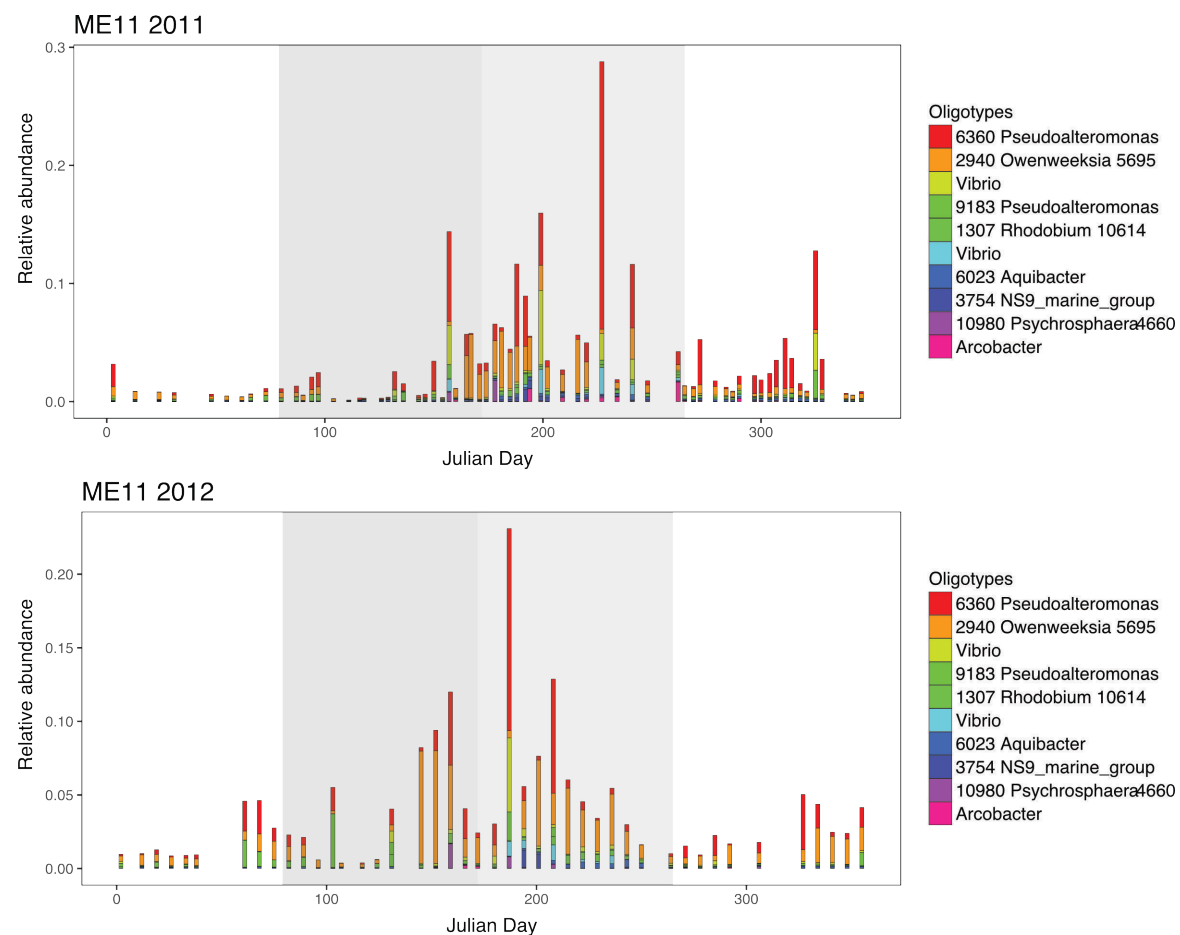 ME11 2011
0.3
0.2
0.1
0.0
Relative abundance
0 100 200 300
Julian Day
Oligotypes
6360 Pseudoalteromonas
2940 Owenweeksia 5695
Vibrio
9183 Pseudoalteromonas
1307 Rhodobium 10614
Vibrio
6023 Aquibacter
3754 NS9_marine_group
10980 Psychrosphaera4660
Arcobacter
ME11 2012
0.20
0.15
0.10
0.05
0.00
Relative abundance
0 100 200 300
Julian Day
Oligotypes
6360 Pseudoalteromonas
2940 Owenweeksia 5695
Vibrio
9183 Pseudoalteromonas
1307 Rhodobium 10614
Vibrio
6023 Aquibacter
3754 NS9_marine_group
10980 Psychrosphaera4660
Arcobacter